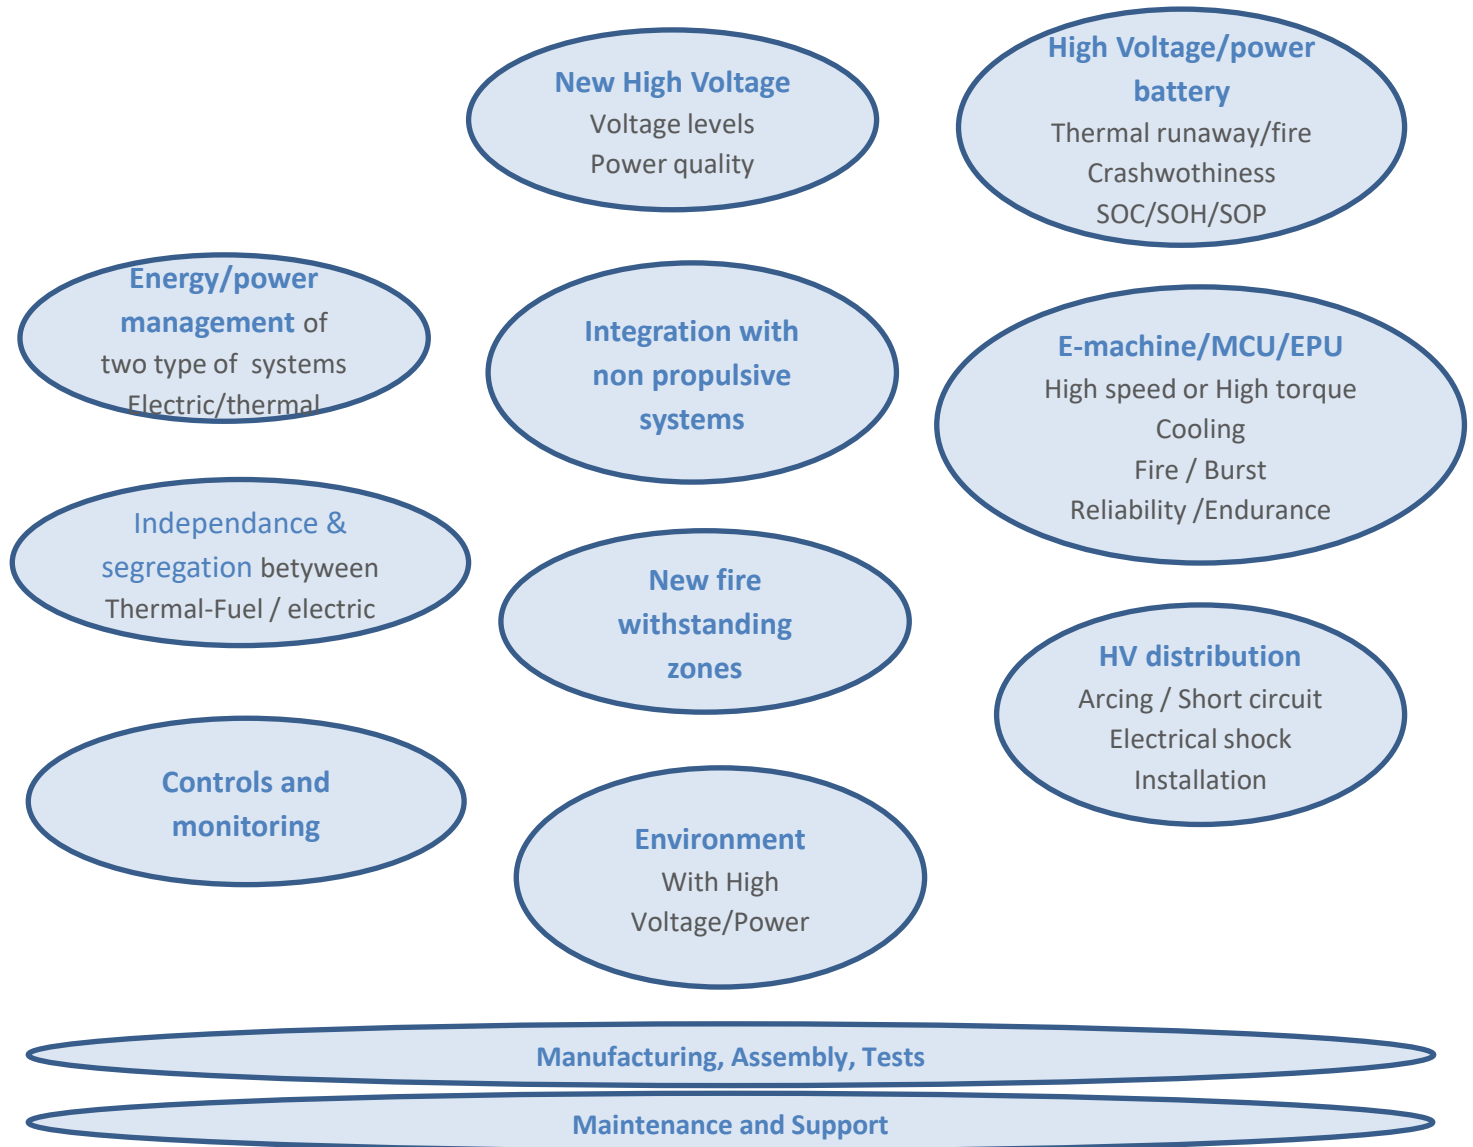 New High Voltage
Voltage levels
Power quality
High Voltage/power
battery
Thermal runaway/fire
Crashwothiness
SOC/SOH/SOP
Energy/power
management of
two type of systems
Electric/thermal
Integration with
non propulsive
systems
E-machine/MCU/EPU
High speed or High torque
Cooling
Fire / Burst
Reliability /Endurance
Independance &
segregation betyween
Thermal-Fuel / electric
New fire
withstanding
zones
HV distribution
Arcing / Short circuit
Electrical shock
Installation
Controls and
monitoring
Environment
With High
Voltage/Power
Manufacturing, Assembly, Tests
Maintenance and Support